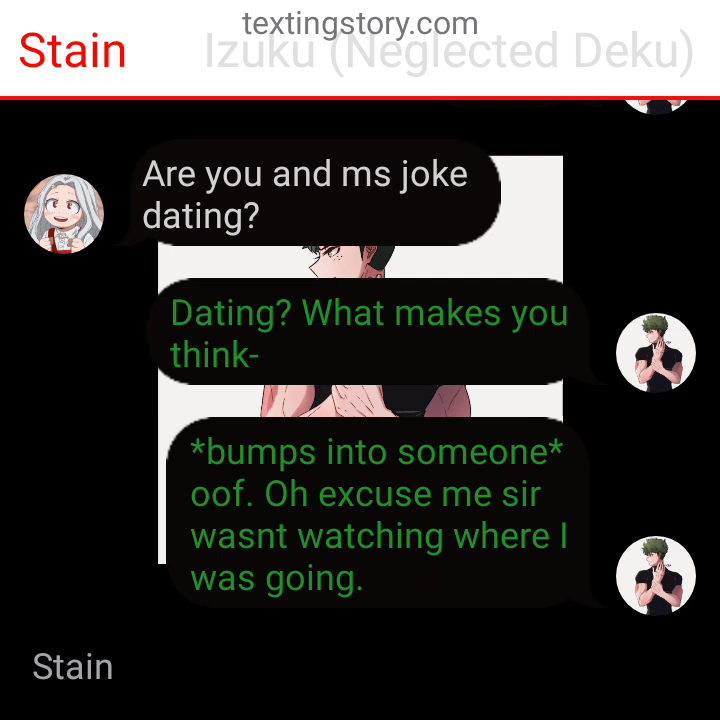 textingstory.com
Stain
Izuku (Neglected Deku)
Are you and ms joke
dating?
Dating? What makes you
think-
*bumps into someone*
oof. Oh excuse me sir
wasnt watching where I
was going.
Stain